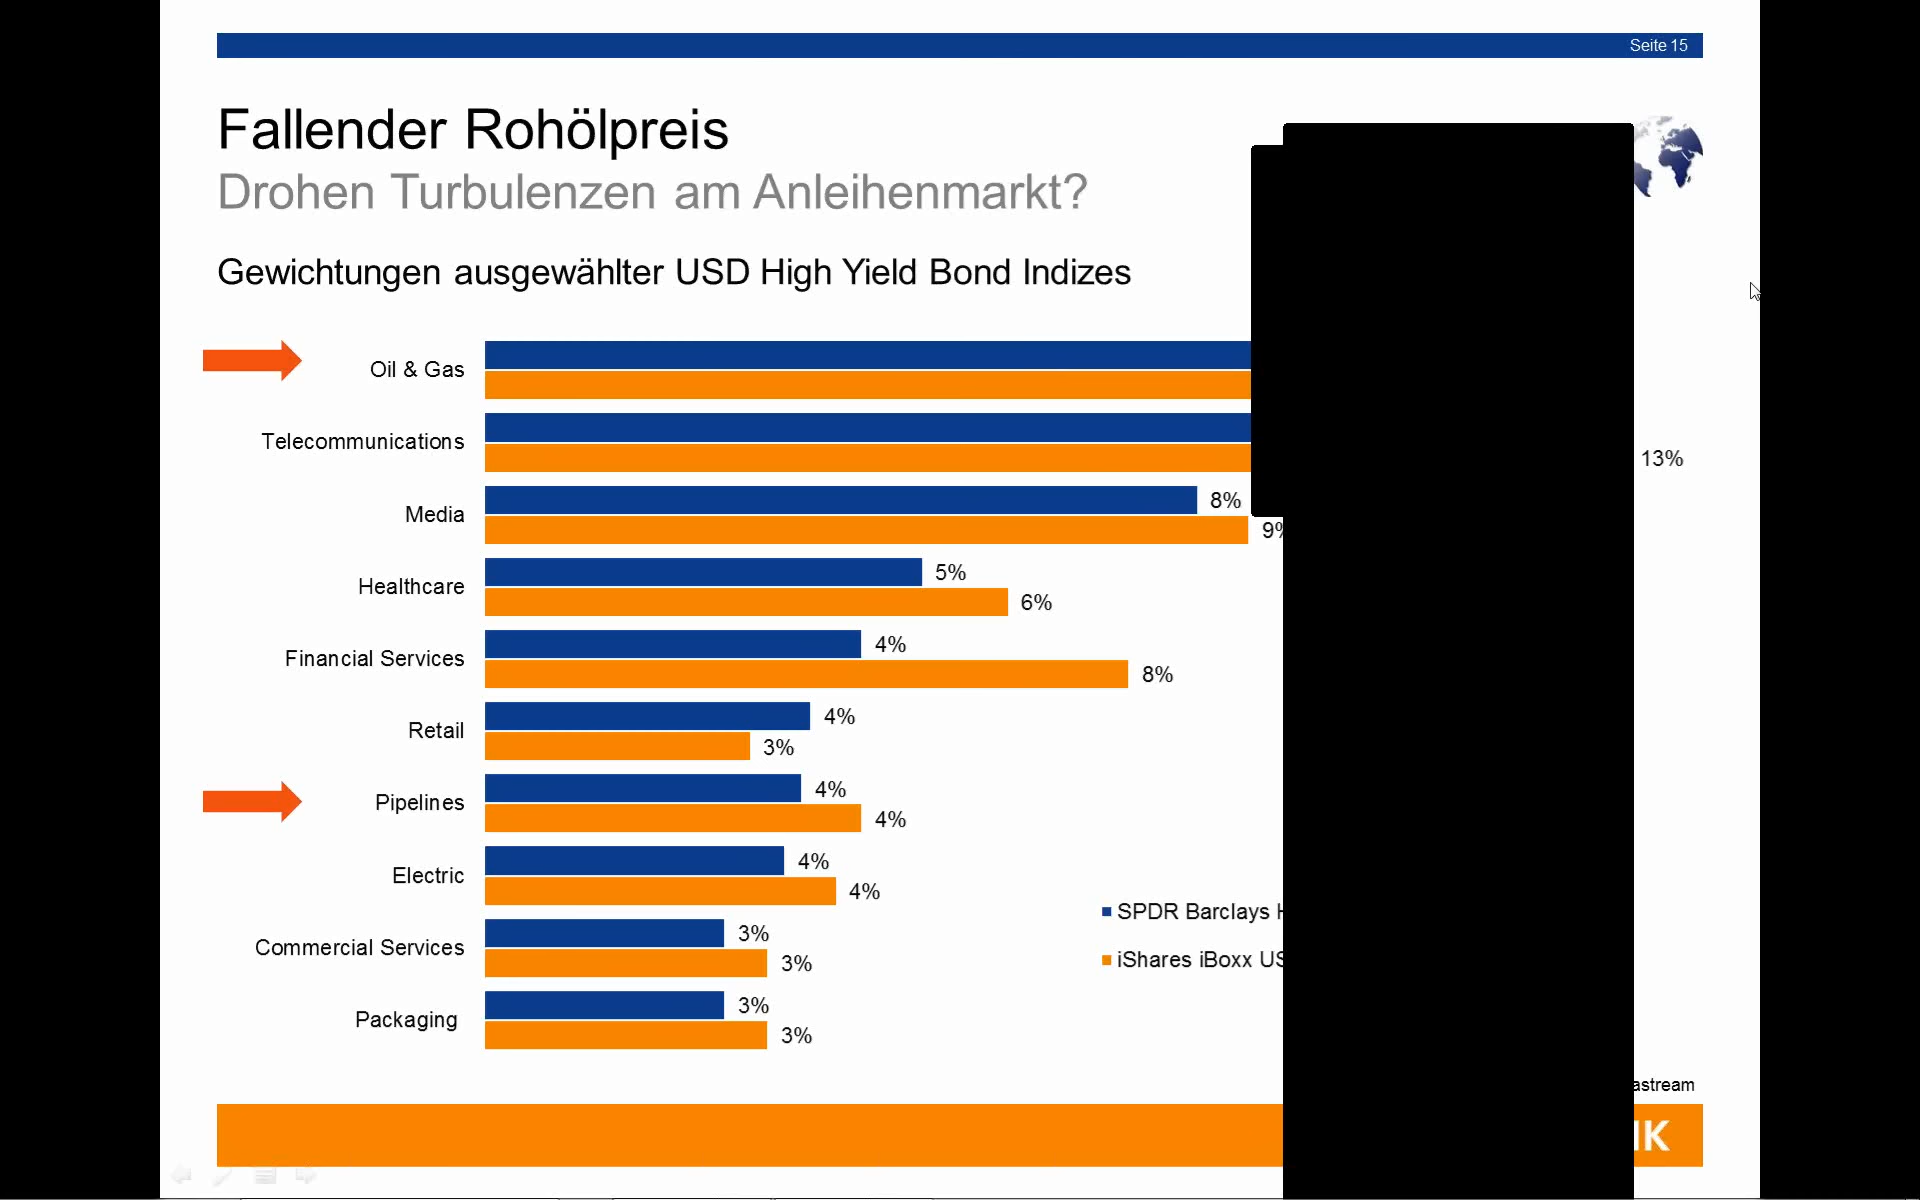 Seite 15
Fallender Rohölpreis
Drohen Turbulenzen am Anleihenmarkt?
Gewichtungen ausgewählter USD High Yield Bond Indizes
Oil & Gas
Telecommunications
13%
Media
8%
9%
Healthcare
5%
6%
Financial Services
4%
8%
Retail
4%
3%
Pipelines
4%
4%
Electric
4%
4%
Commercial Services
3%
3%
Packaging
3%
3%
SPDR Barclays
iShares iBoxx